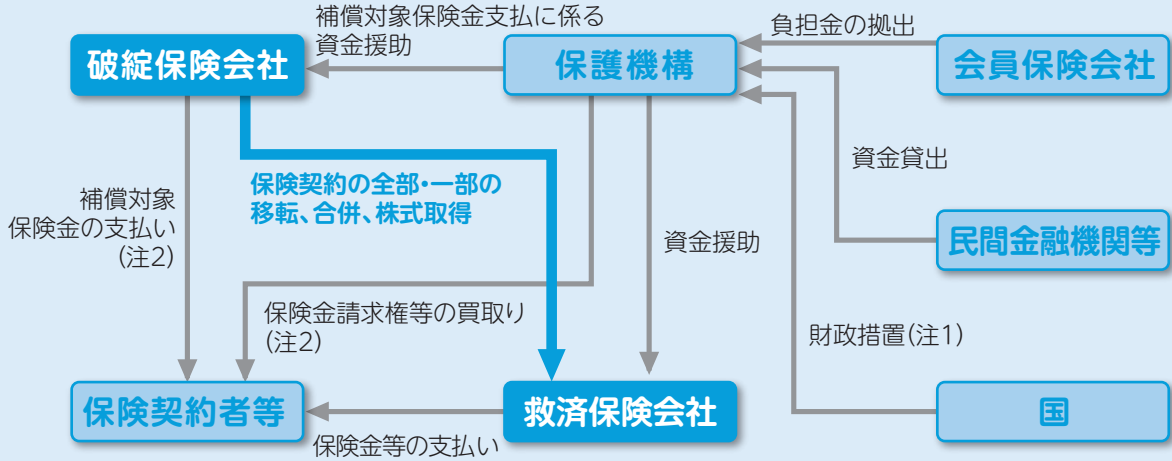 補償対象保険金支払に係る
資金援助
負担金の拠出
破綻保険会社
保護機構
会員保険会社
資金貸出
保険契約の全部・一部の
移転、合併、株式取得
補償対象
保険金の支払い
(注2)
資金援助
民間金融機関等
保険金請求権等の買取り
(注2)
財政措置(注1)
保険契約者等
救済保険会社
国
保険金等の支払い